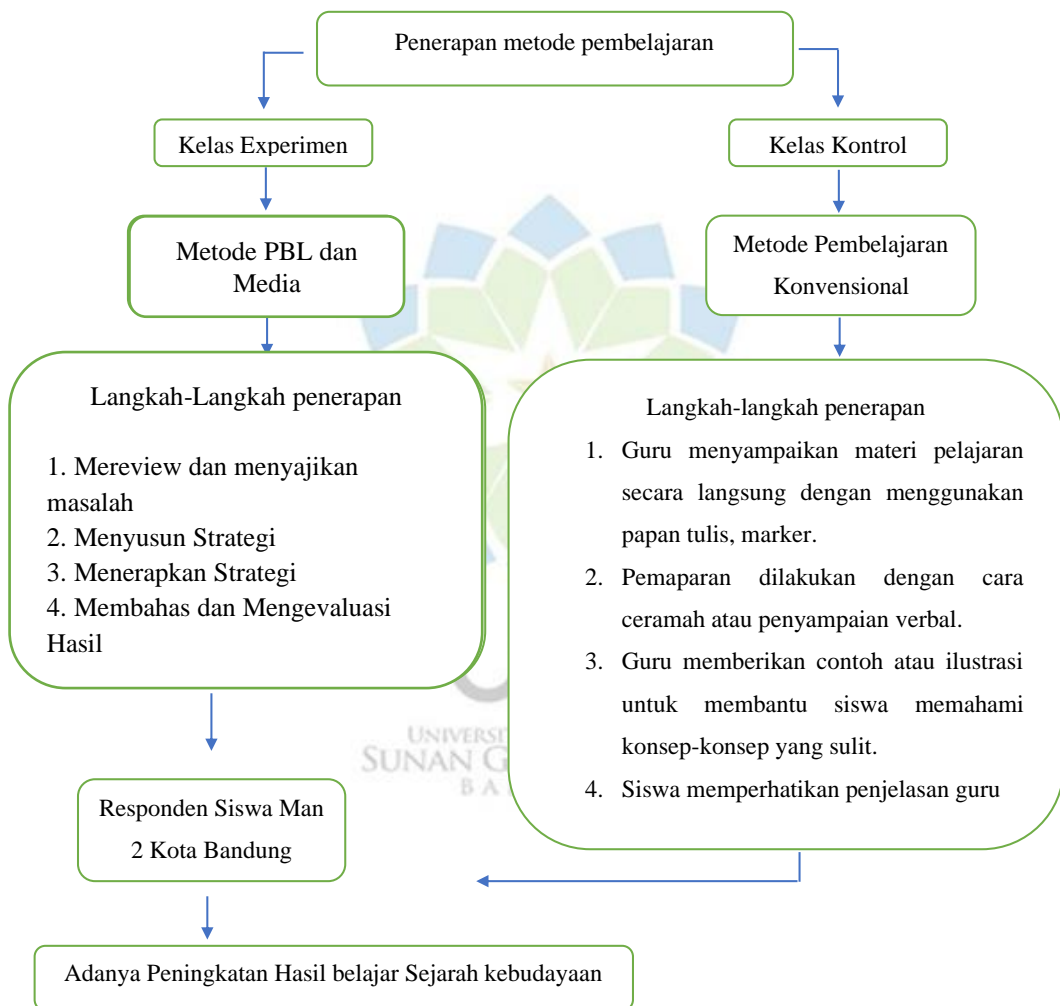 Penerapan metode pembelajaran
Kelas Experimen
Kelas Kontrol
Metode PBL dan
Media
Metode Pembelajaran
Konvensional
Langkah-Langkah penerapan
1. Mereview dan menyajikan
masalah
2. Menyusun Strategi
3. Menerapkan Strategi
4. Membahas dan Mengevaluasi
Hasil
Langkah-langkah penerapan
1. Guru menyampaikan materi pelajaran
secara langsung dengan menggunakan
papan tulis, marker.
2. Pemaparan dilakukan dengan cara
ceramah atau penyampaian verbal.
3. Guru memberikan contoh atau ilustrasi
untuk membantu siswa memahami
konsep-konsep yang sulit.
4. Siswa memperhatikan penjelasan guru
SUNAN
Responden Siswa Man
2 Kota Bandung
Adanya Peningkatan Hasil belajar Sejarah kebudayaan